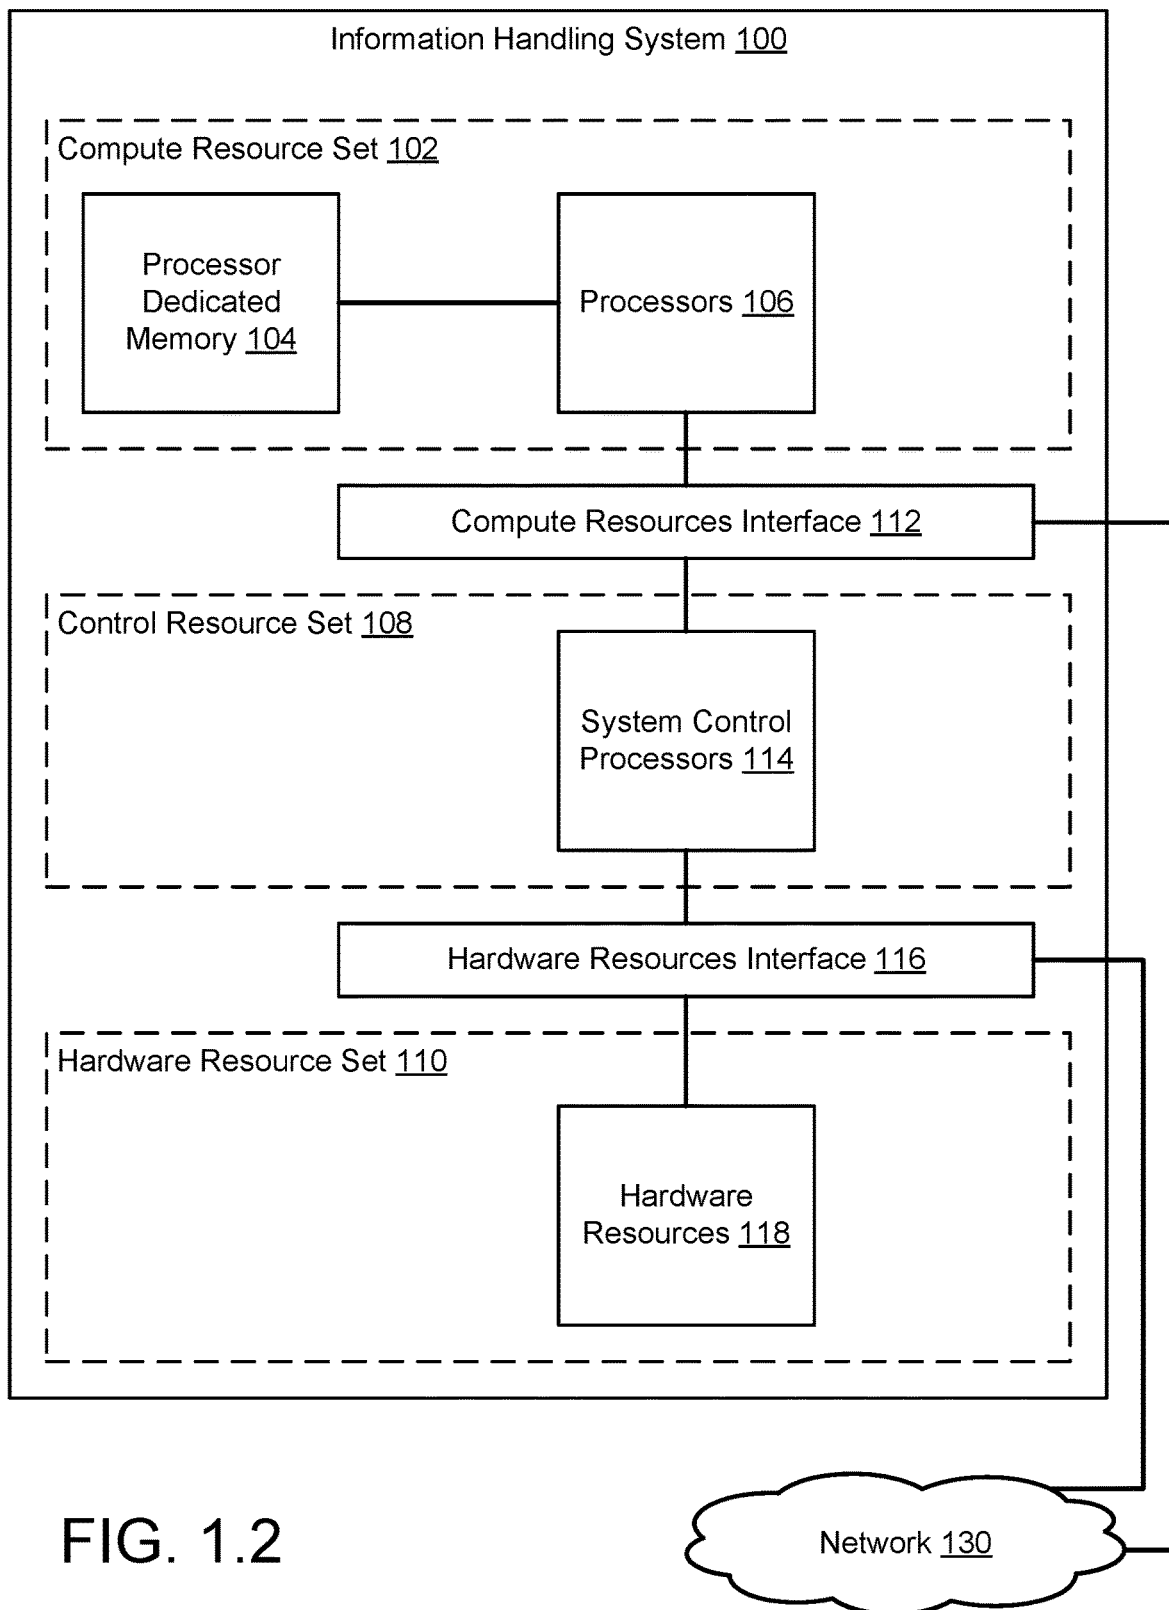 Information Handling System 100
Compute Resource Set 102
Processor
Dedicated
Memory 104
Processors 106
Compute Resources Interface 112
Control Resource Set 108
System Control
Processors 114
Hardware Resources Interface 116
Hardware Resource Set 110
Hardware
Resources 118
FIG. 1.2
Network 130